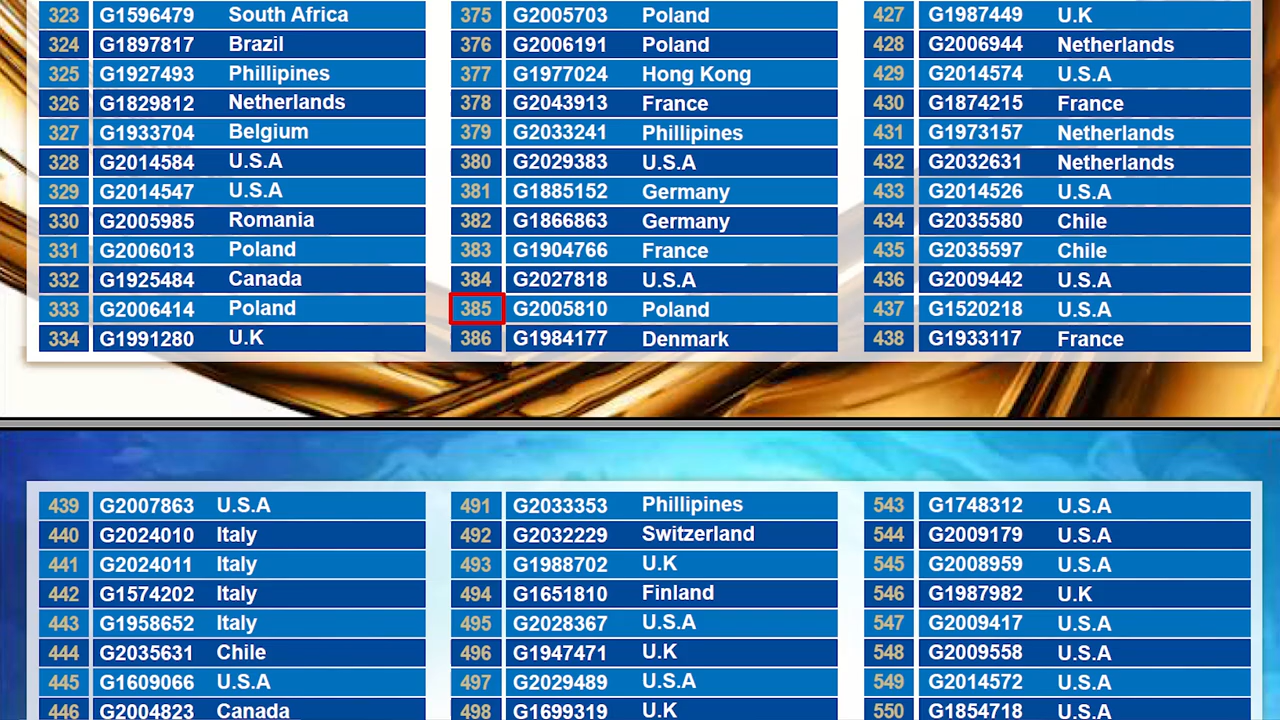 323 G1596479 South Africa 375 G2005703 Poland 427 G1987449 U.K
324 G1897817 Brazil 376 G2006191 Poland 428 G2006944 Netherlands
325 G1927493 Phillipines 377 G1977024 Hong Kong 429 G2014574 U.S.A
326 G1829812 Netherlands 378 G2043913 France 430 G1874215 France
327 G1933704 Belgium 379 G2033241 Phillipines 431 G1973157 Netherlands
328 G2014584 U.S.A 380 G2029383 U.S.A 432 G2032631 Netherlands
329 G2014547 U.S.A 381 G1885152 Germany 433 G2014526 U.S.A
330 G2005985 Romania 382 G1866863 Germany 434 G2035580 Chile
331 G2006013 Poland 383 G1904766 France 435 G2035597 Chile
332 G1925484 Canada 384 G2027818 U.S.A 436 G2009442 U.S.A
333 G2006414 Poland 385 G2005810 Poland 437 G1520218 U.S.A
334 G1991280 U.K 386 G1984177 Denmark 438 G1933117 France
439 G2007863 U.S.A 491 G2033353 Phillipines 543 G1748312 U.S.A
440 G2024010 Italy 492 G2032229 Switzerland 544 G2009179 U.S.A
441 G2024011 Italy 493 G1988702 U.K 545 G2008959 U.S.A
442 G1574202 Italy 494 G1651810 Finland 546 G1987982 U.K
443 G1958652 Italy 495 G2028367 U.S.A 547 G2009417 U.S.A
444 G2035631 Chile 496 G1947471 U.K 548 G2009558 U.S.A
445 G1609066 U.S.A 497 G2029489 U.S.A 549 G2014572 U.S.A
446 G2004823 Canada 498 G1699319 U.K 550 G1854718 U.S.A